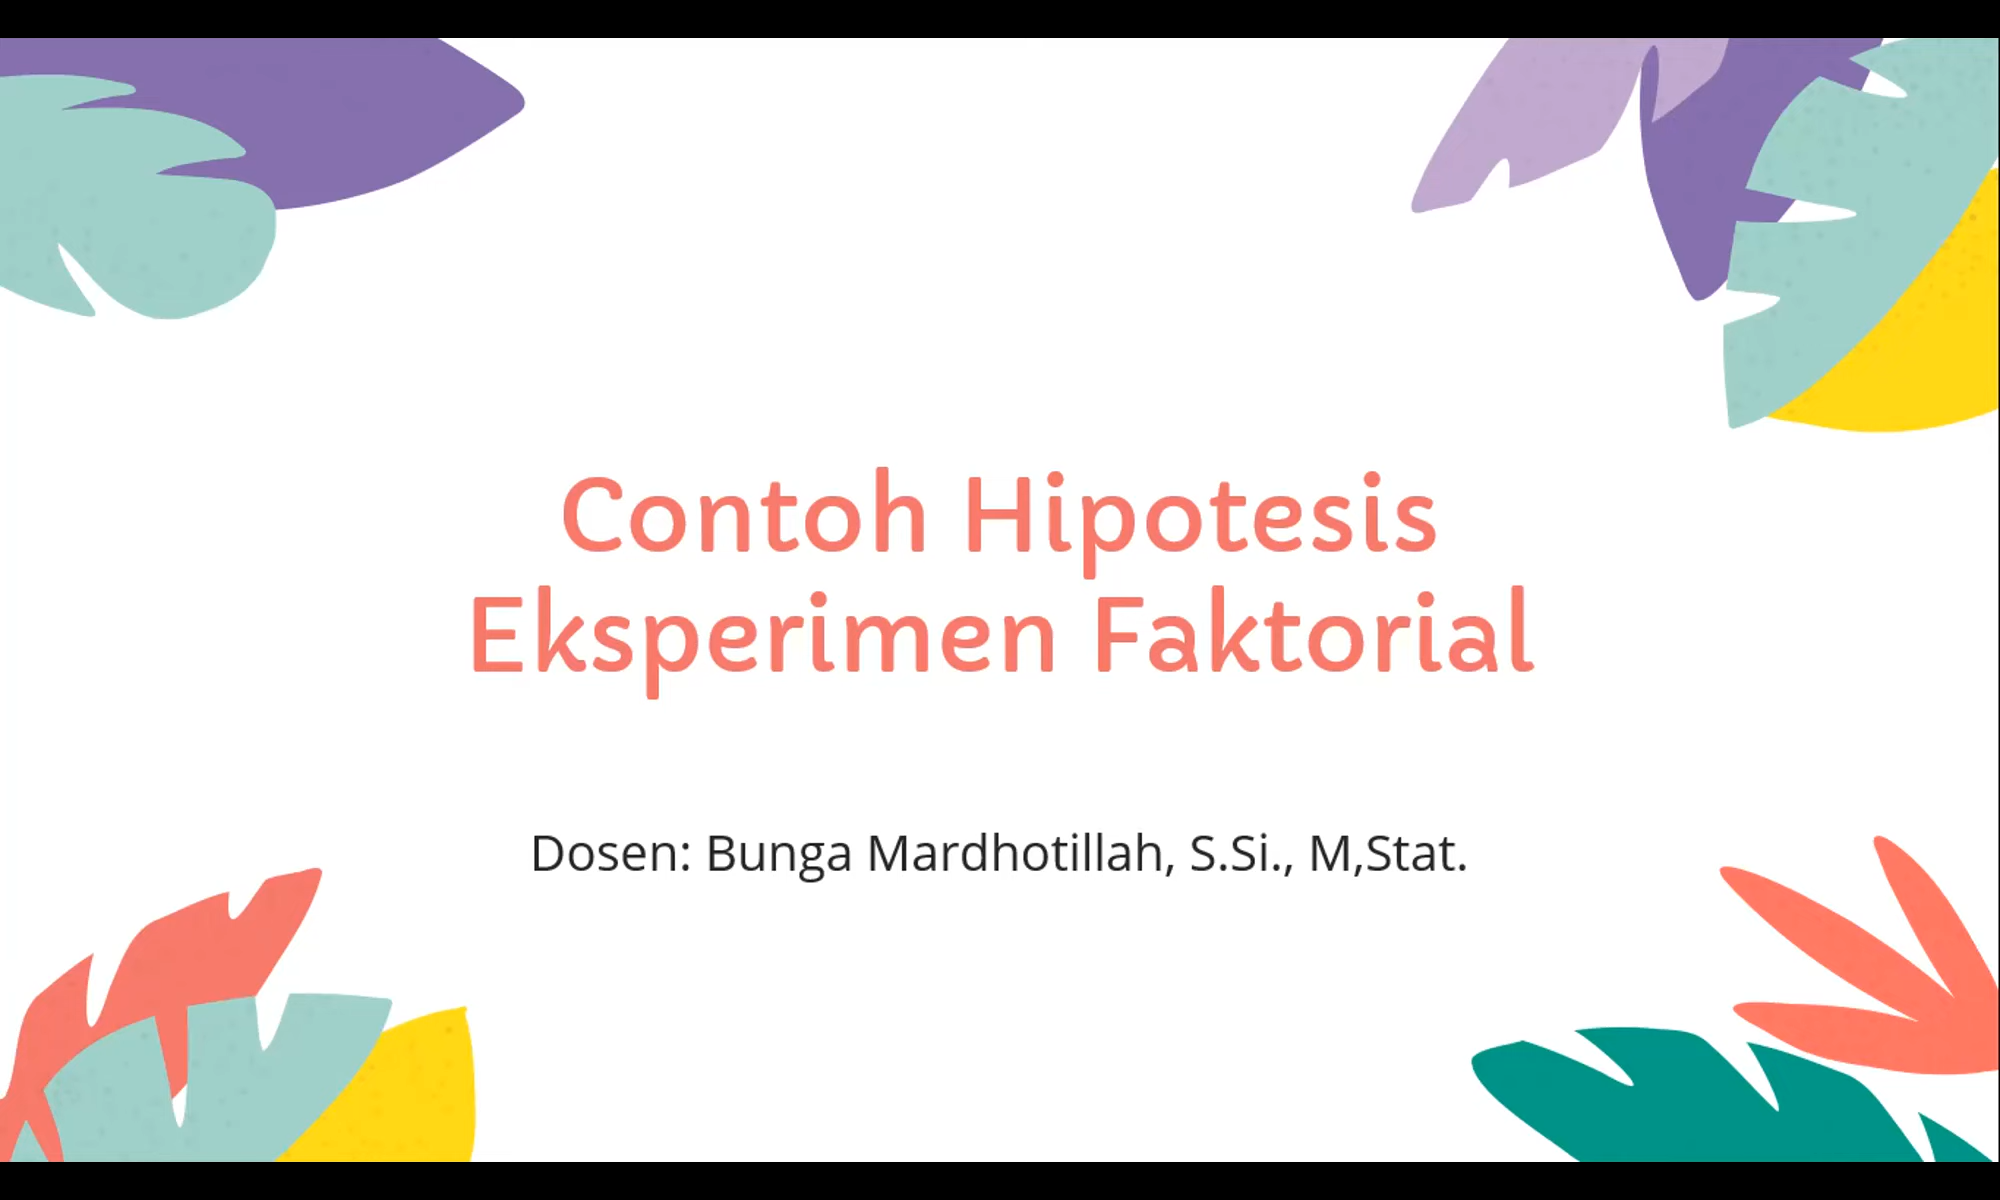 Contoh Hipotesis
Eksperimen Faktorial
Dosen: Bunga Mardhotillah, S.Si., M,Stat.